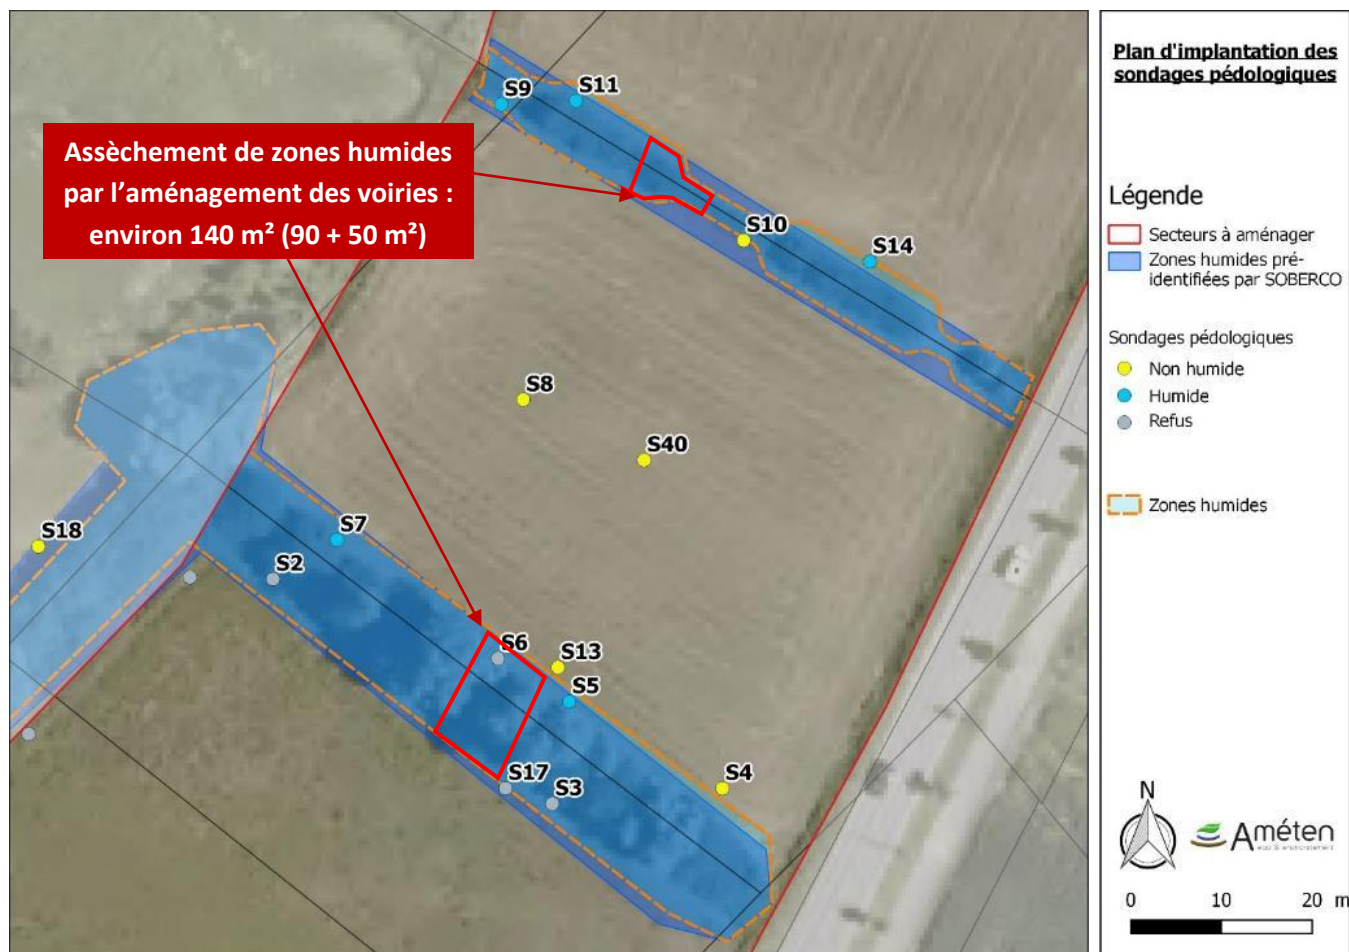 S9
S11
Assèchement de zones humides
par l’aménagement des voiries :
environ 140 m² (90 + 50 m²)
S10
S14
S8
S40
S18
S7
S2
S6
S13
S5
S17
S3
S4
Plan d'implantation des
sondages pédologiques
Légende
Secteurs à aménager
Zones humides pré-
identifiées par SOBERCO
Sondages pédologiques
Non humide
Humide
Refus
Zones humides
N
Améten
eau & environnement
0 10 20 m